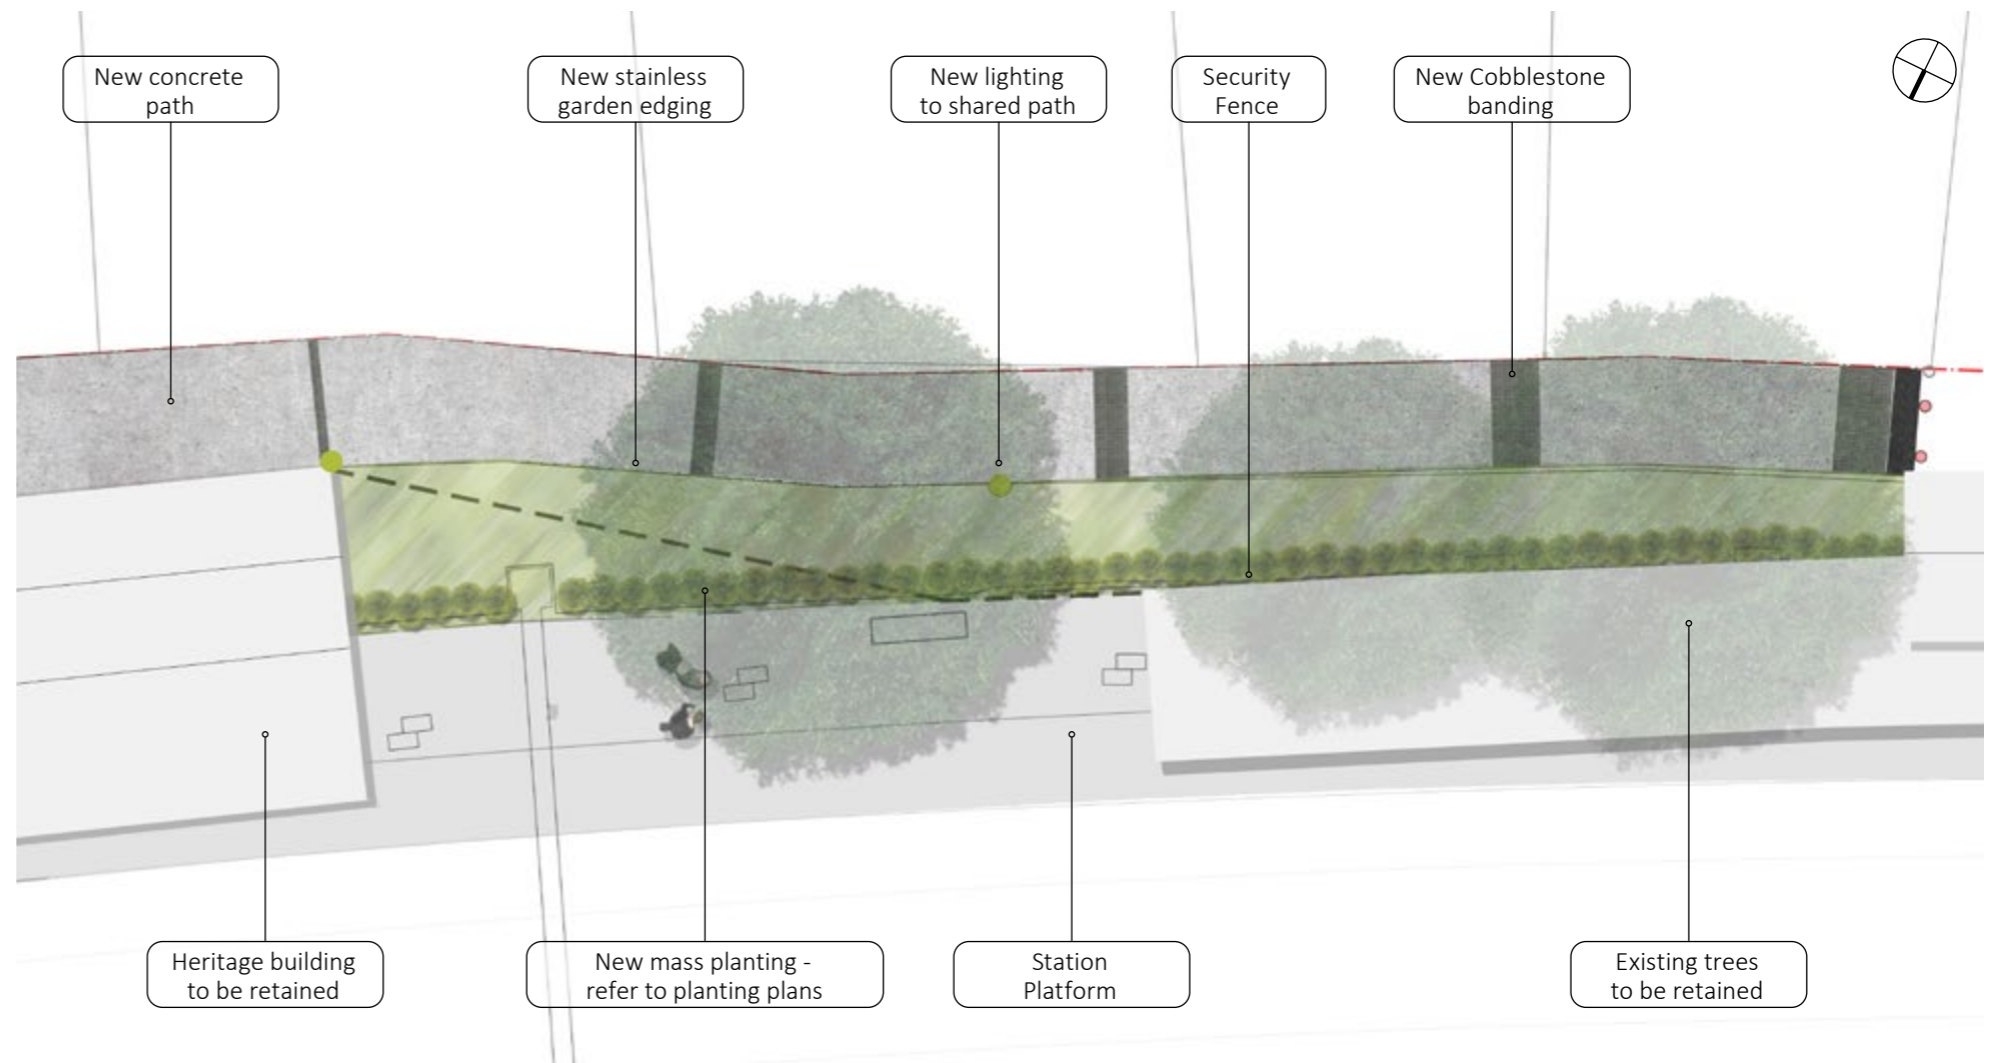 New concrete
path
New stainless
garden edging
New lighting
to shared path
Security
Fence
New Cobblestone
banding
Heritage building
to be retained
New mass planting -
refer to planting plans
Station
Platform
Existing trees
to be retained